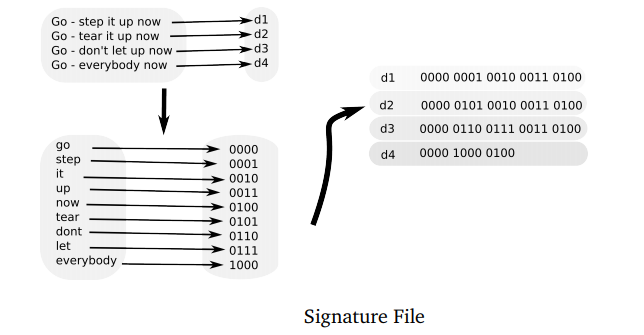 Go - step it up now d1
Go - tear it up now d2
Go - don't let up now d3
Go - everybody now d4
go 0000
step 0001
it 0010
up 0011
now 0100
tear 0101
dont 0110
let 0111
everybody 1000
d1 0000 0001 0010 0011 0100
d2 0000 0101 0010 0011 0100
d3 0000 0110 0111 0011 0100
d4 0000 1000 0100
Signature File